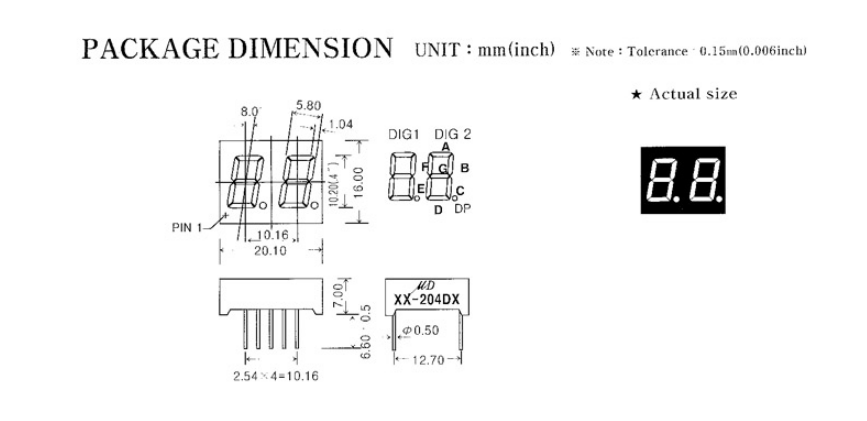 PACKAGE DIMENSION UNIT : mm(inch) ※ Note : Tolerance 0.15mm(0.006inch)
★ Actual size
8.0
5.80
1.04
DIG1 DIG 2
A
F G B
E C
D DP
10.20(.4")
16.00
PIN 1
10.16
20.10
7.00
6.60 0.5
2.54×4=10.16
μD
XX-204DX
Φ0.50
12.70